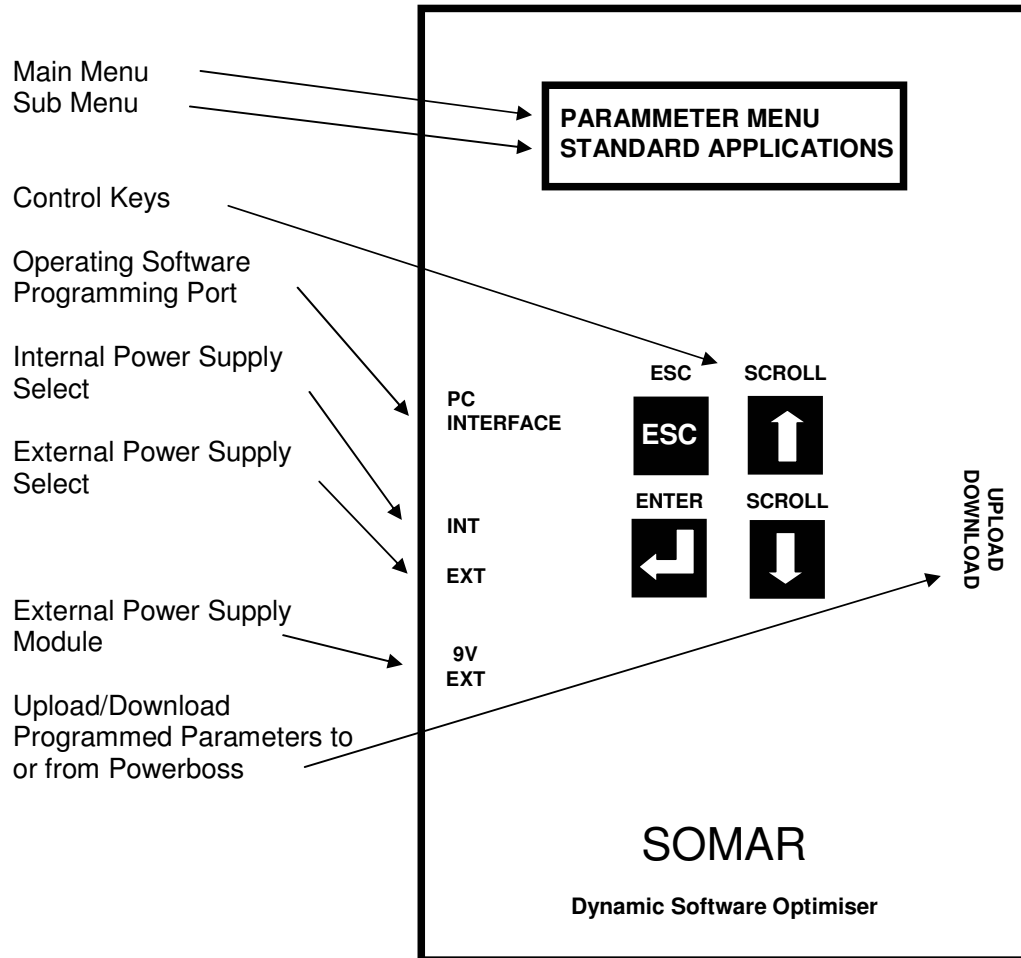 Main Menu
Sub Menu
Control Keys
Operating Software
Programming Port
Internal Power Supply
Select
External Power Supply
Select
External Power Supply
Module
Upload/Download
Programmed Parameters to
or from Powerboss
PARAMMETER MENU
STANDARD APPLICATIONS
PC
INTERFACE
ESC
SCROLL
ESC
ENTER
SCROLL
INT
EXT
9V
EXT
UPLOAD
DOWNLOAD
SOMAR
Dynamic Software Optimiser